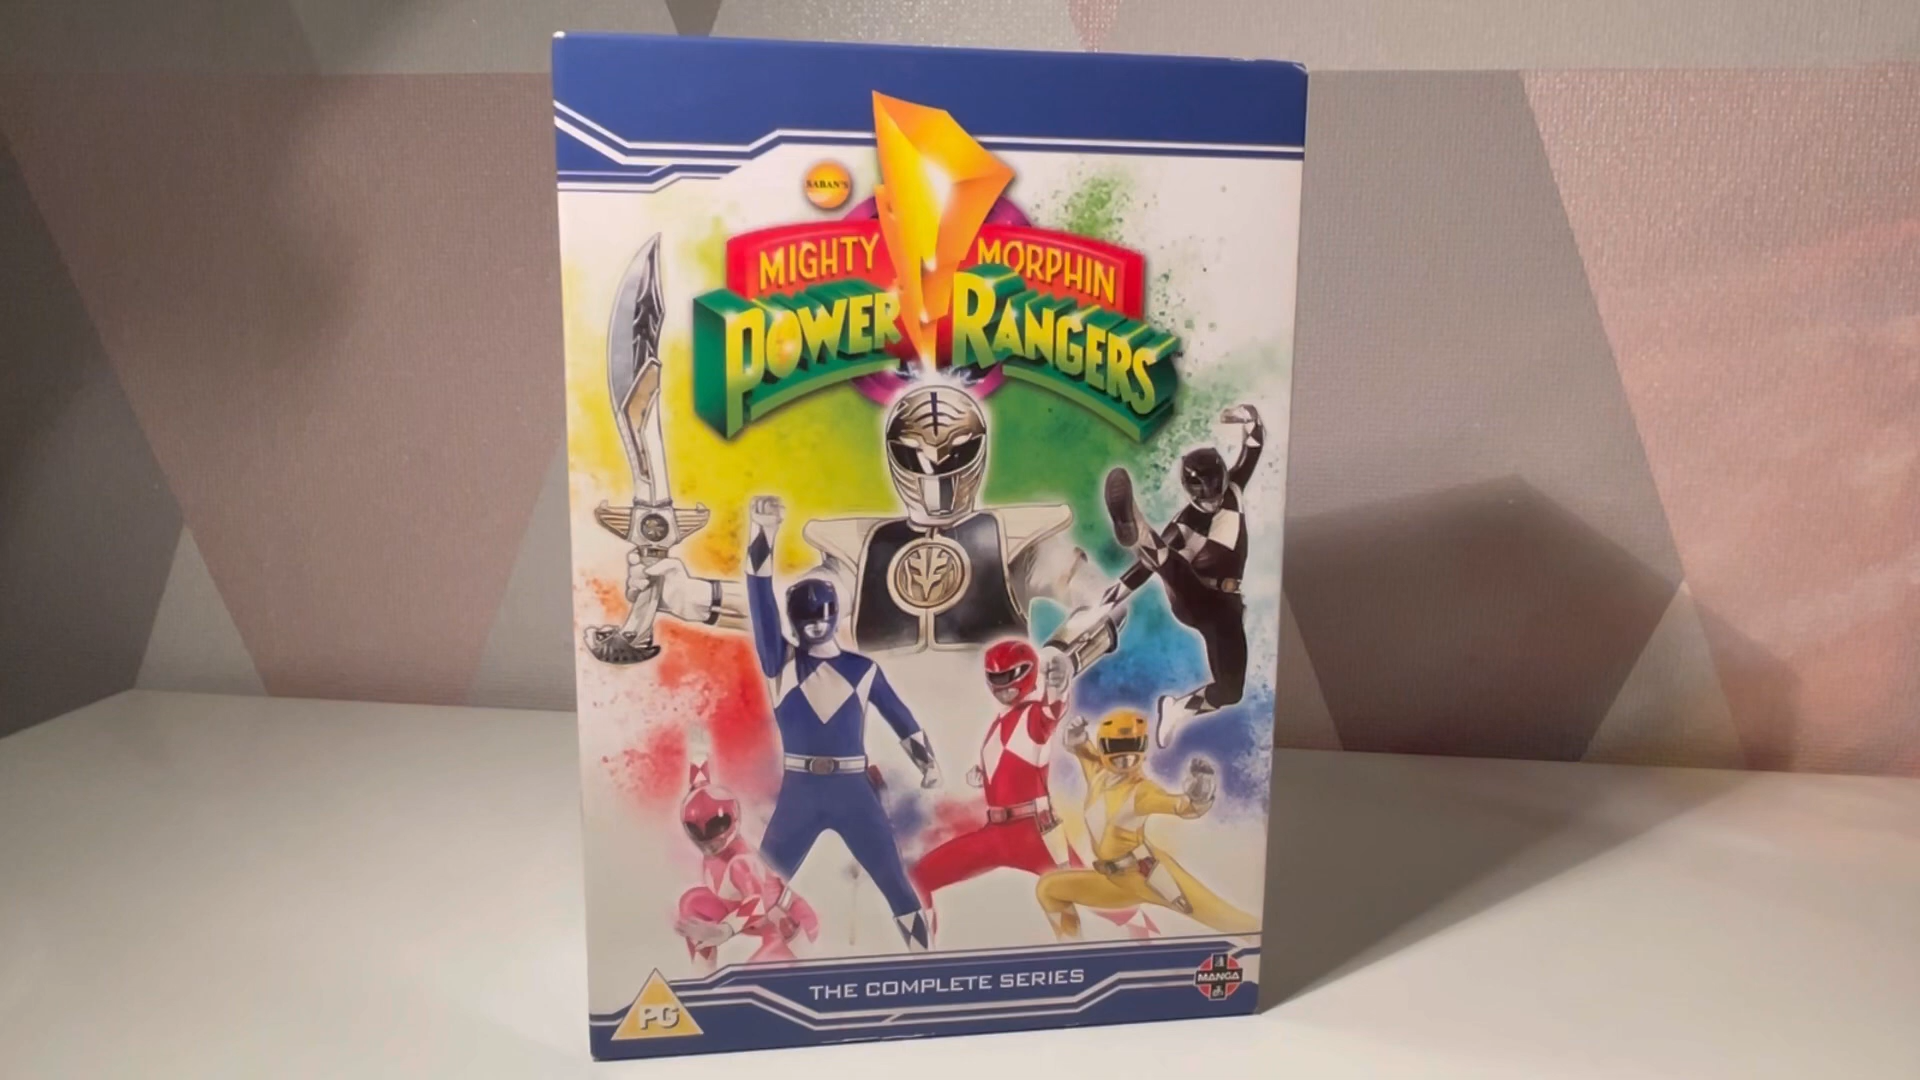 SABAN'S
MIGHTY MORPHIN
POWER RANGERS
THE COMPLETE SERIES
PG
MANGA